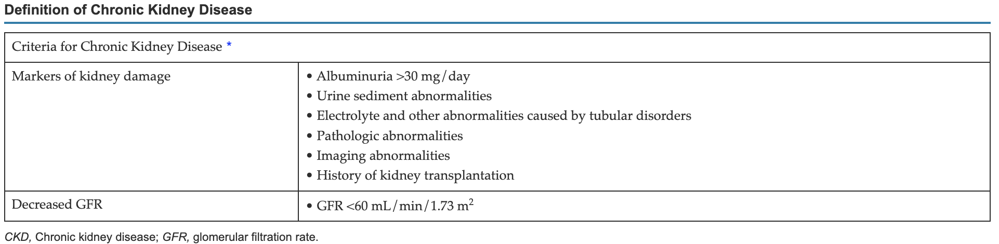 Definition of Chronic Kidney Disease
Criteria for Chronic Kidney Disease *
Markers of kidney damage
• Albuminuria >30 mg/day
• Urine sediment abnormalities
• Electrolyte and other abnormalities caused by tubular disorders
• Pathologic abnormalities
• Imaging abnormalities
• History of kidney transplantation
Decreased GFR
• GFR <60 mL/min/1.73 m²
CKD, Chronic kidney disease; GFR, glomerular filtration rate.